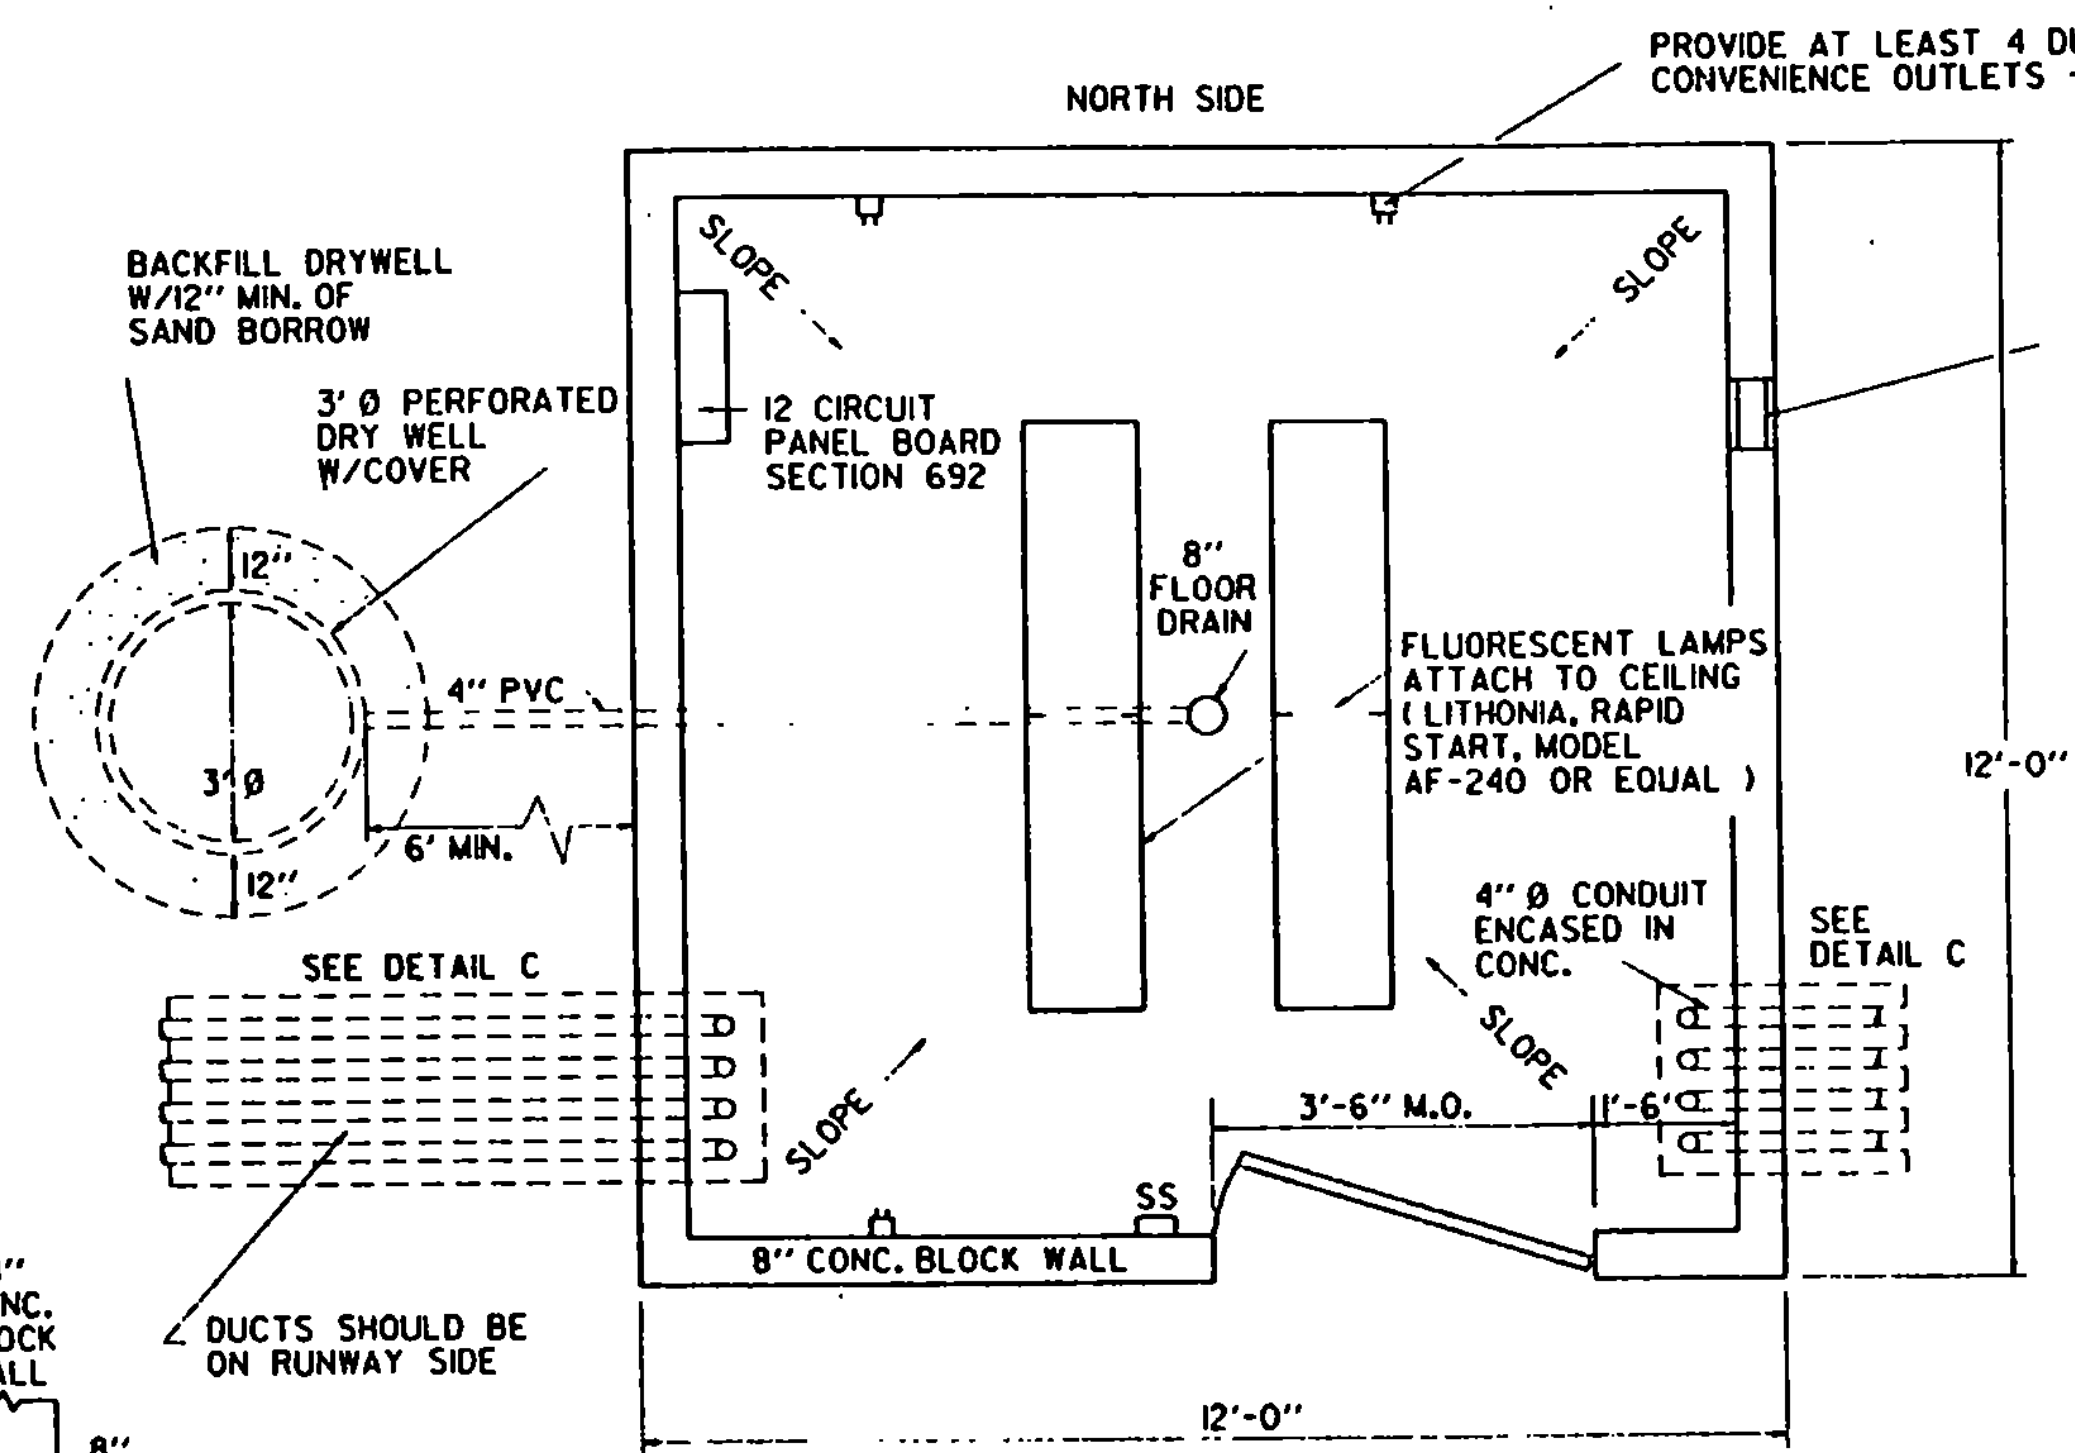 PROVIDE AT LEAST 4
CONVENIENCE OUTLETS
NORTH SIDE
SLOPE
SLOPE
BACKFILL DRYWELL
W/12" MIN. OF
SAND BORROW
3' Ø PERFORATED
DRY WELL
W/COVER
12 CIRCUIT
PANEL BOARD
SECTION 692
12"
8"
FLOOR
DRAIN
4" PVC
FLUORESCENT LAMPS
ATTACH TO CEILING
( LITHONIA, RAPID
START, MODEL
AF-240 OR EQUAL )
3' Ø
12'-0"
6' MIN.
12"
4" Ø CONDUIT
ENCASED IN
CONC.
SEE
DETAIL C
SEE DETAIL C
SLOPE
SLOPE
3'-6" M.O.
1'-6"
SS
8" CONC. BLOCK WALL
DUCTS SHOULD BE
ON RUNWAY SIDE
12'-0"
8"